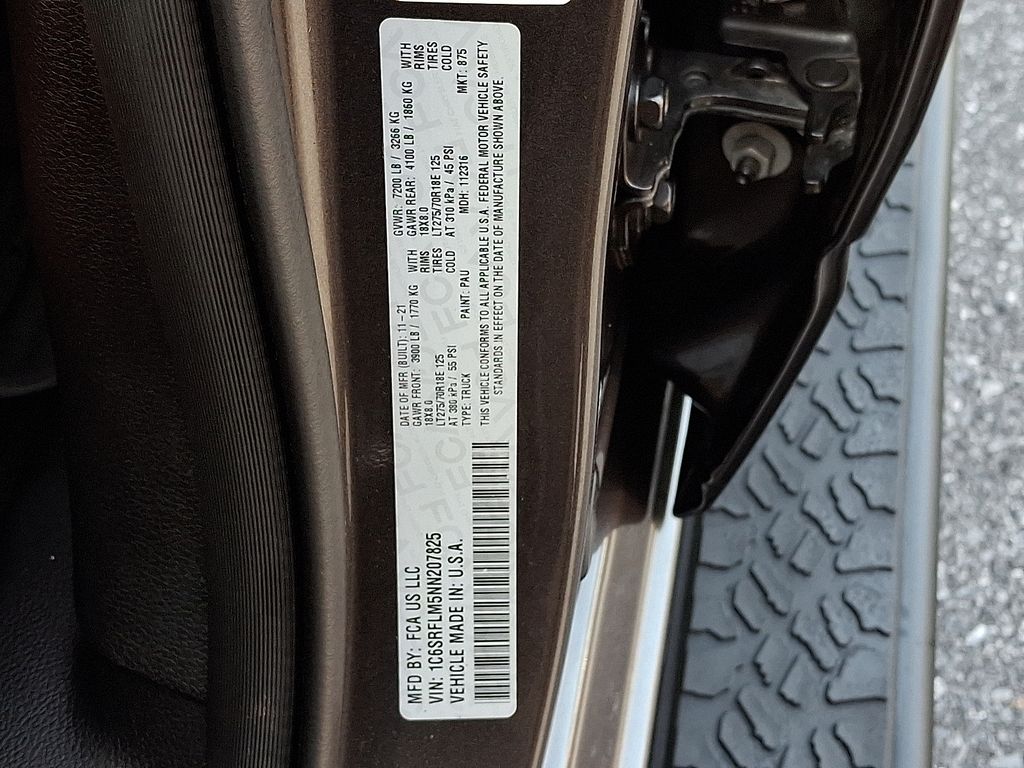 MFD BY: FCA US LLC
VIN: 1C6SRFLM5NN207825
VEHICLE MADE IN: U.S.A.
DATE OF MFR (BUILT): 11-21 GVWR: 7200 LB / 3266 KG
GAWR FRONT: 3900 LB / 1770 KG WITH GAWR REAR: 4100 LB / 1860 KG WITH
18X8.0 RIMS 18X8.0 RIMS
LT275/70R18E 125 TIRES LT275/70R18E 125 TIRES
AT 380 kPa / 55 PSI COLD AT 310 kPa / 45 PSI COLD
TYPE: TRUCK PAINT: PAU MDH: 112316 MKT: 875
THIS VEHICLE CONFORMS TO ALL APPLICABLE U.S.A. FEDERAL MOTOR VEHICLE SAFETY
STANDARDS IN EFFECT ON THE DATE OF MANUFACTURE SHOWN ABOVE.